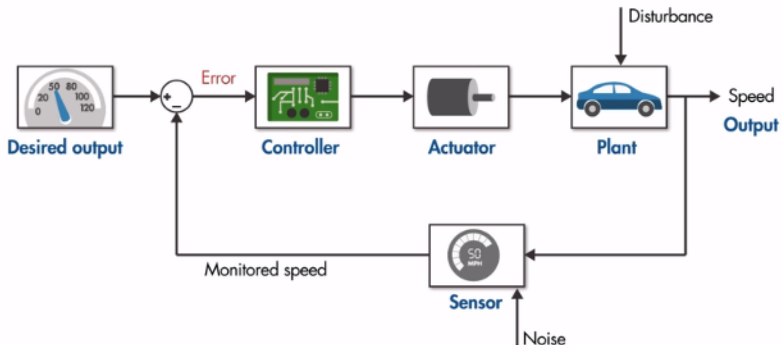 Disturbance
0
20
50
80
100
120
+
−
Error
Speed
Output
Desired output
Controller
Actuator
Plant
50
MPH
Monitored speed
Sensor
Noise